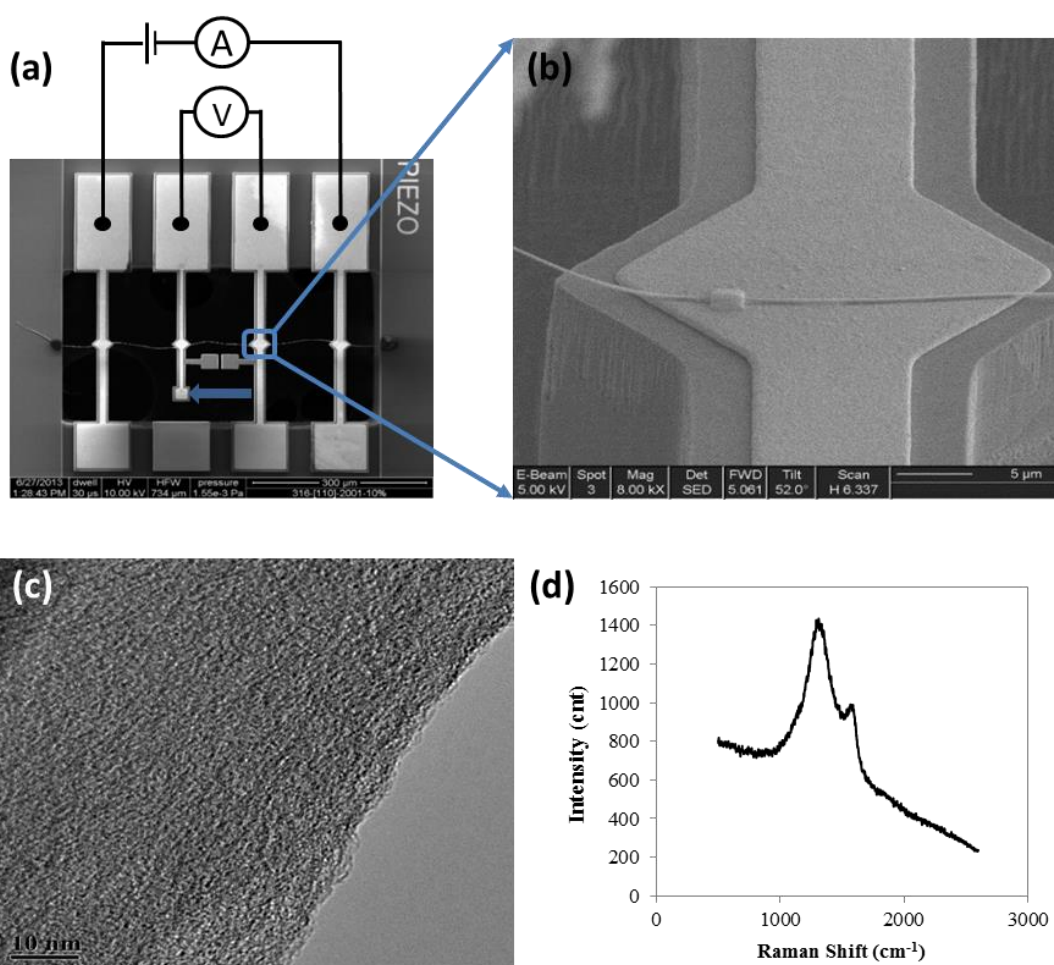 (a)
A
V
PIEZO
6/27/2013 dwell HV HFW pressure 300 µm
1:28:43 PM 30 µs 10.00 kV 734 µm 1.55e-3 Pa 316-[110]-2001-10%
(b)
E-Beam Spot Mag Det FWD Tilt Scan 5 µm
5.00 kV 3 8.00 kX SED 5.061 52.0° H 6.337
(c)
10 nm
(d)
1600
1400
1200
1000
800
600
400
200
0
Intensity (cnt)
0 1000 2000 3000
Raman Shift (cm⁻¹)